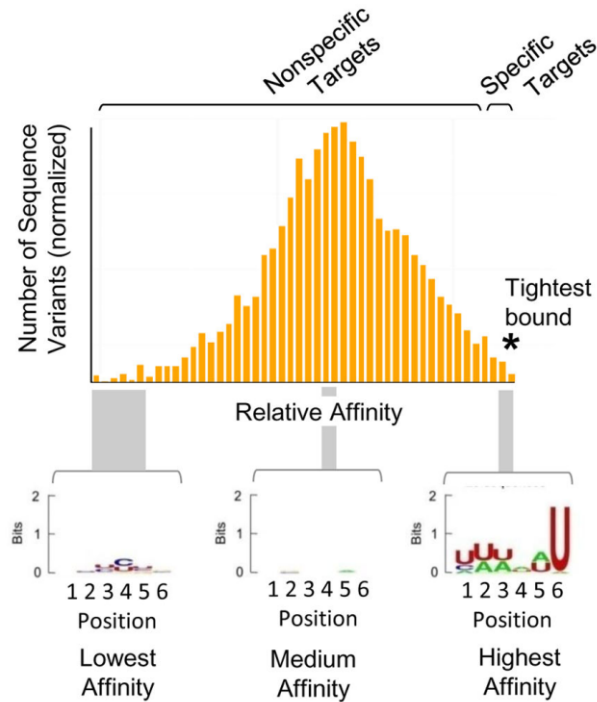 Nonspecific
Targets
Specific
Targets
Number of Sequence
Variants (normalized)
Tightest
bound
*
Relative Affinity
2
1
0
Bits
1 2 3 4 5 6
Position
Lowest
Affinity
2
1
0
Bits
1 2 3 4 5 6
Position
Medium
Affinity
2
1
0
Bits
U
C
U
A
U
A
A
U
U
1 2 3 4 5 6
Position
Highest
Affinity